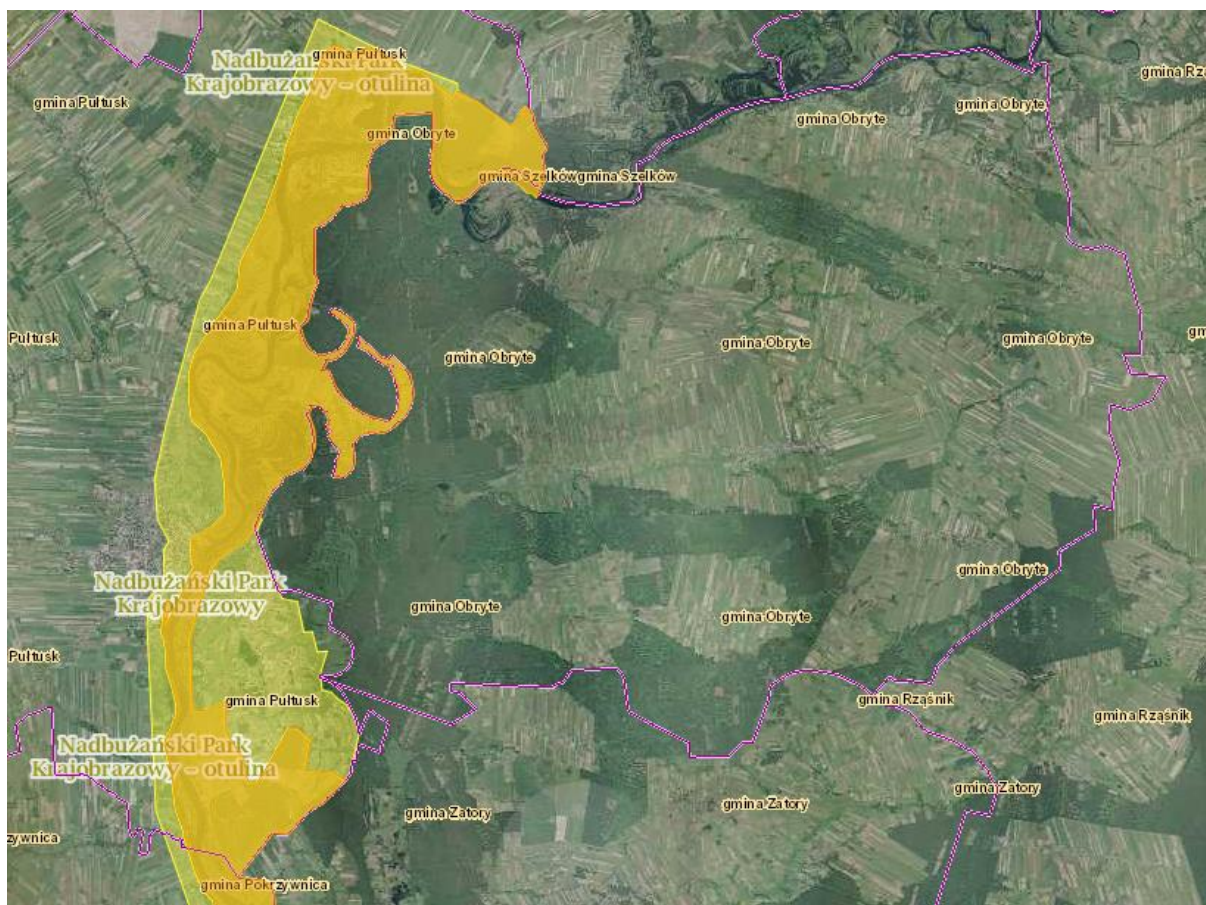 gmina Pułtusk
Nadbużański Park
Krajobrazowy - otulina
gmina Rzą
gmina Pułtusk
gmina Obryte
gmina Obryte
gmina Obryte
gmina Szelków
gmina Szelków
gmina Pułtusk
Pułtusk
gmina Obryte
gmina Obryte
gmina Obryte
gm
Nadbużański Park
Krajobrazowy
gmina Obryte
gmina Obryte
gmina Obryte
Pułtusk
gmina Pułtusk
gmina Rząśnik
gmina Rząśnik
Nadbużański Park
Krajobrazowy - otulina
gmina Zatory
gmina Zatory
gmina Zatory
zywnica
gmina Pokrzywnica